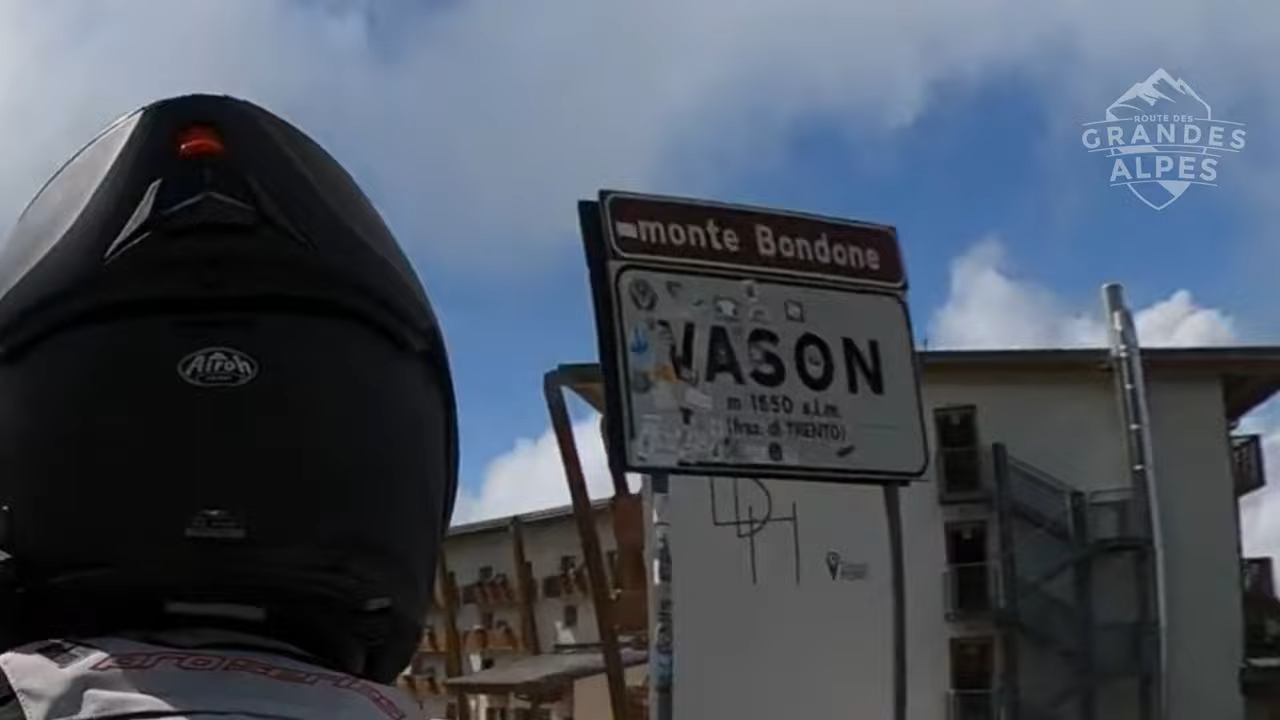 ROUTE DES
GRANDES
ALPES
monte Bondone
VASON
m 1650 s.l.m.
(fraz. di TRENTO)
Airoh